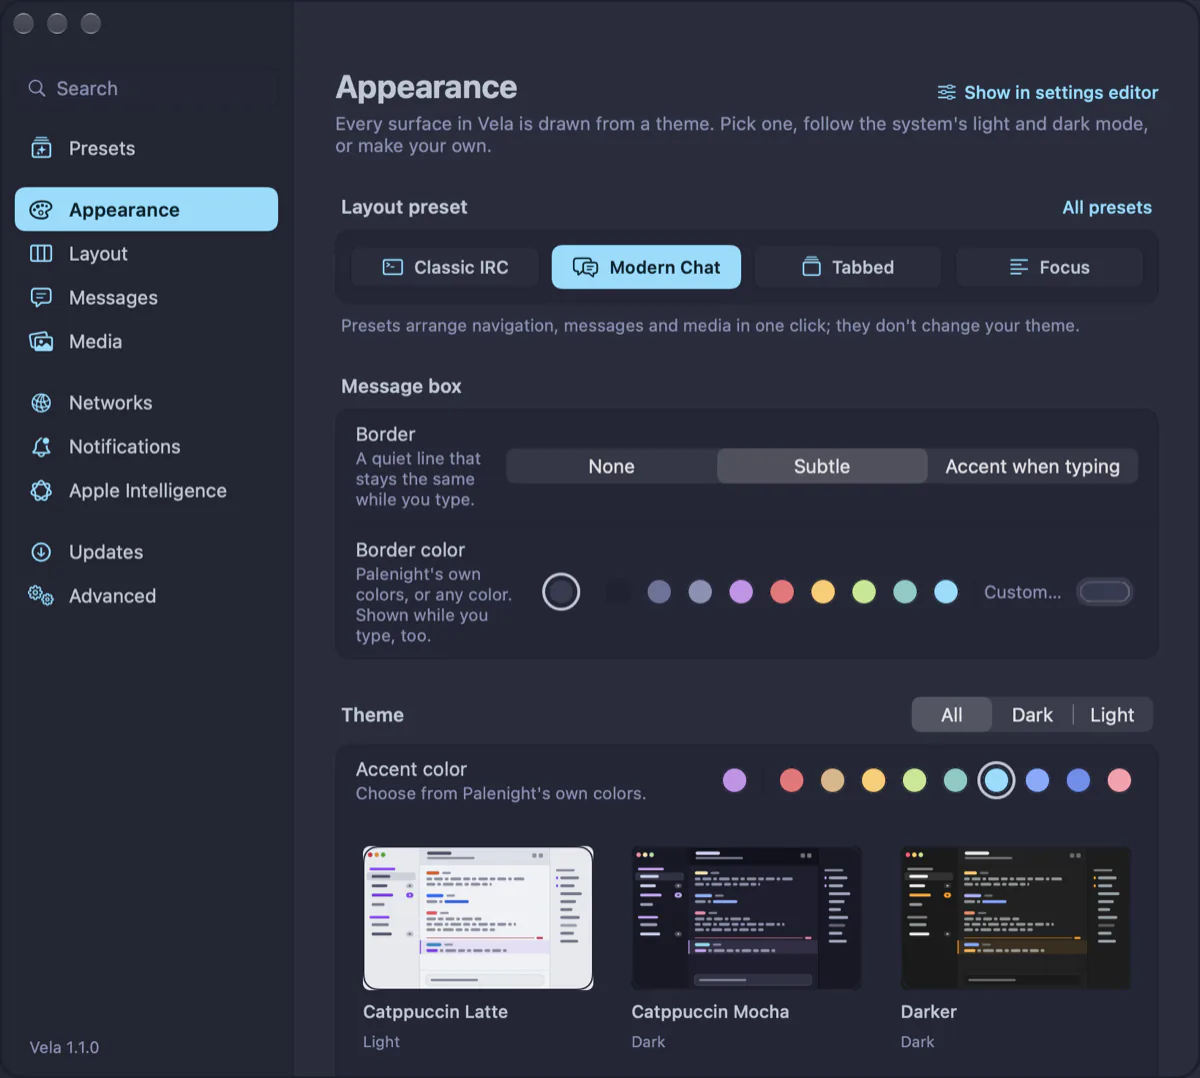 Search
Presets
Appearance
Layout
Messages
Media
Networks
Notifications
Apple Intelligence
Updates
Advanced
Vela 1.1.0
Appearance
Show in settings editor
Every surface in Vela is drawn from a theme. Pick one, follow the system's light and dark mode,
or make your own.
Layout preset
All presets
Classic IRC
Modern Chat
Tabbed
Focus
Presets arrange navigation, messages and media in one click; they don't change your theme.
Message box
Border
A quiet line that
stays the same
while you type.
None
Subtle
Accent when typing
Border color
Palenight's own
colors, or any color.
Shown while you
type, too.
Custom...
Theme
All
Dark
Light
Accent color
Choose from Palenight's own colors.
Catppuccin Latte
Light
Catppuccin Mocha
Dark
Darker
Dark